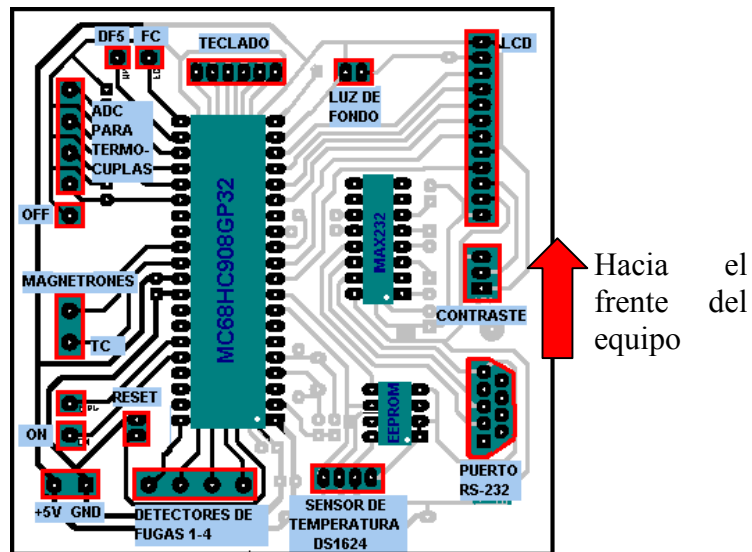 DF5 FC
TECLADO
LCD
LUZ DE
FONDO
ADC
PARA
TERMO-
CUPLAS
OFF
MC68HC908GP32
MAX232
MAGNETRONES
TC
CONTRASTE
Hacia el
frente del
equipo
RESET
ON
EEPROM
PUERTO
RS-232
+5V GND
DETECTORES DE
FUGAS 1-4
SENSOR DE
TEMPERATURA
DS1624